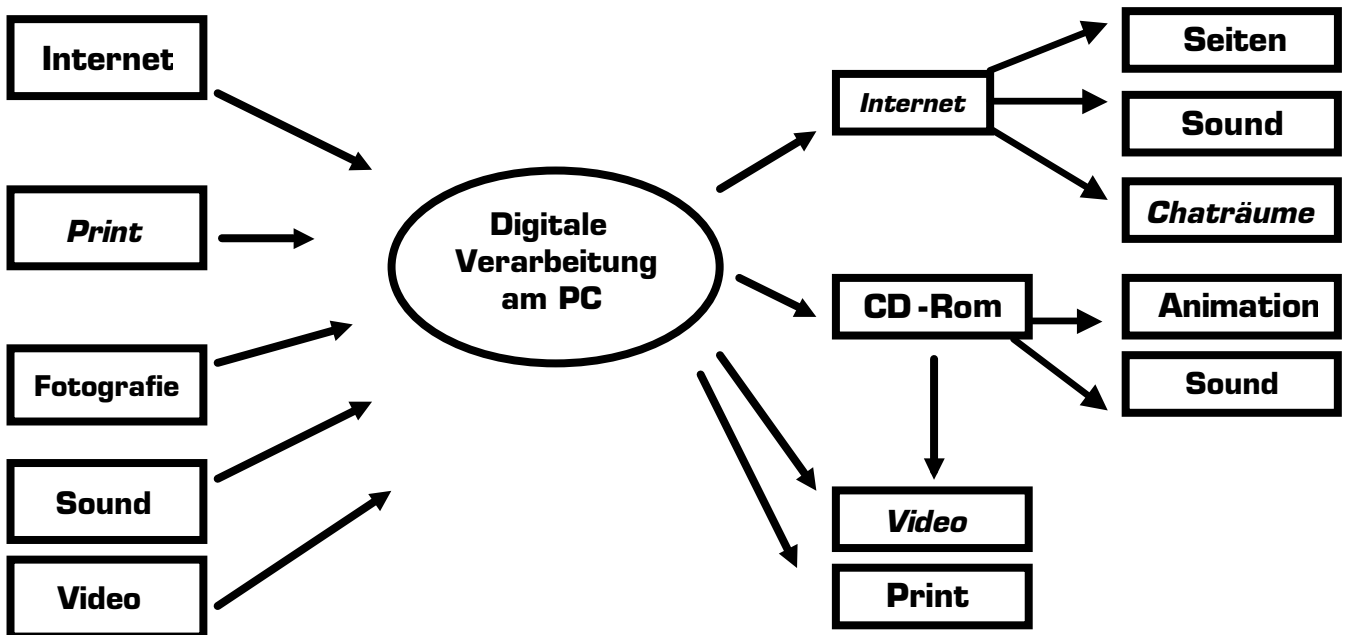 Internet
Print
Fotografie
Sound
Video
Digitale
Verarbeitung
am PC
Internet
CD -Rom
Video
Print
Seiten
Sound
Chaträume
Animation
Sound